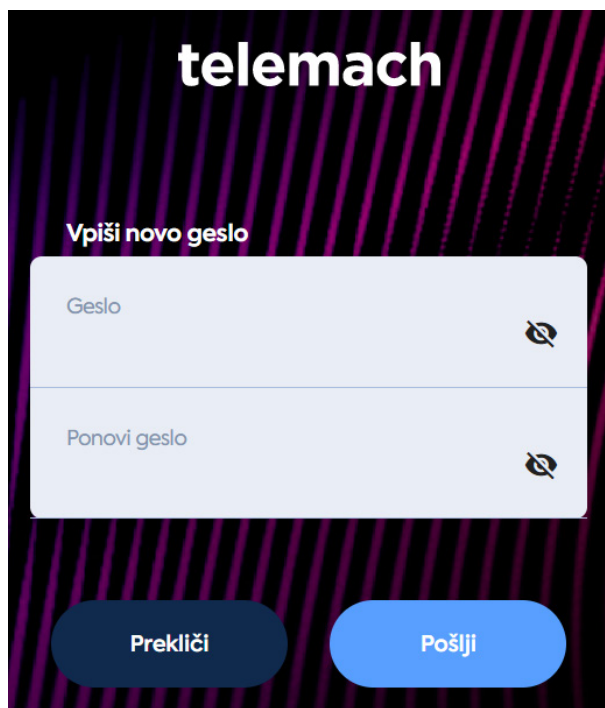 telemach
Vpiši novo geslo
Geslo
Ponovi geslo
Prekliči
Pošlji